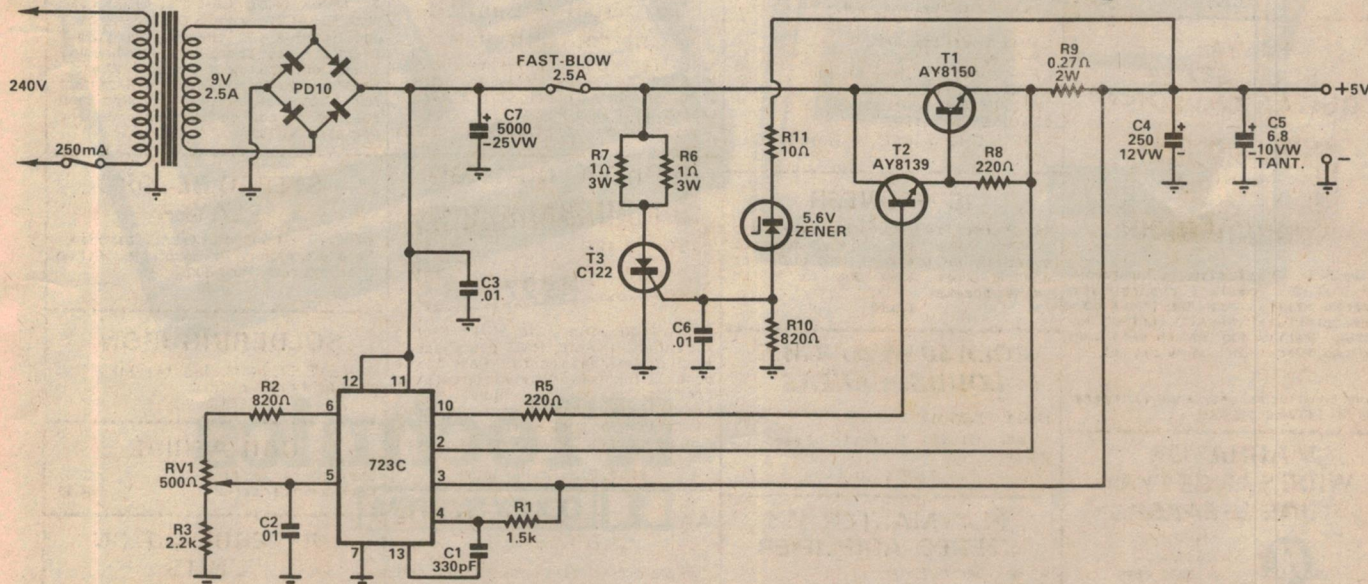 240V
250mA
9V
2.5A
PD10
C7
5000
25VW
+
−
FAST-BLOW
2.5A
R7
1Ω
3W
R6
1Ω
3W
T3
C122
C6
.01
R11
10Ω
5.6V
ZENER
R10
820Ω
T1
AY8150
T2
AY8139
R8
220Ω
R9
0.27Ω
2W
C4
250
12VW
+
−
C5
6.8
10VW
TANT.
+
−
+5V
−
C3
.01
R2
820Ω
RV1
500Ω
R3
2.2k
C2
.01
12
11
6
10
2
5
3
4
7
13
723C
R5
220Ω
R1
1.5k
C1
330pF